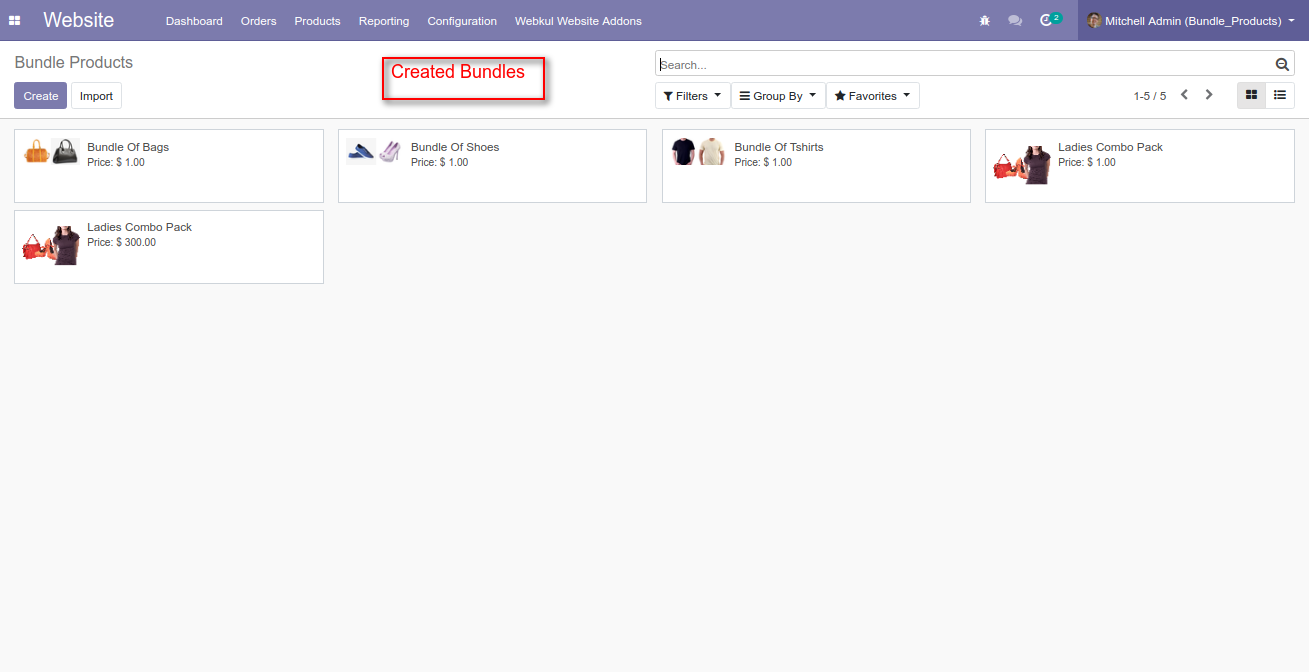 Website Dashboard Orders Products Reporting Configuration Webkul Website Addons 2 Mitchell Admin (Bundle_Products)
Bundle Products
Created Bundles
Search...
Create Import
Filters Group By Favorites 1-5 / 5
Bundle Of Bags
Price: $ 1.00
Bundle Of Shoes
Price: $ 1.00
Bundle Of Tshirts
Price: $ 1.00
Ladies Combo Pack
Price: $ 1.00
Ladies Combo Pack
Price: $ 300.00